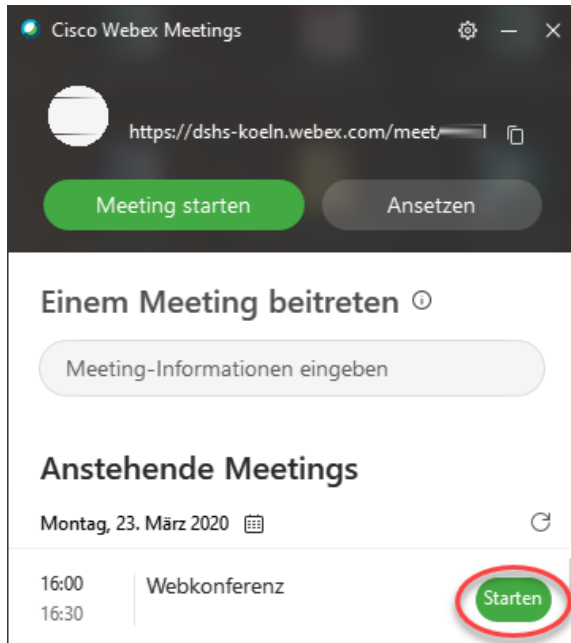 Cisco Webex Meetings
https://dshs-koeln.webex.com/meet/
Meeting starten Ansetzen
Einem Meeting beitreten
Meeting-Informationen eingeben
Anstehende Meetings
Montag, 23. März 2020
16:00 Webkonferenz Starten
16:30